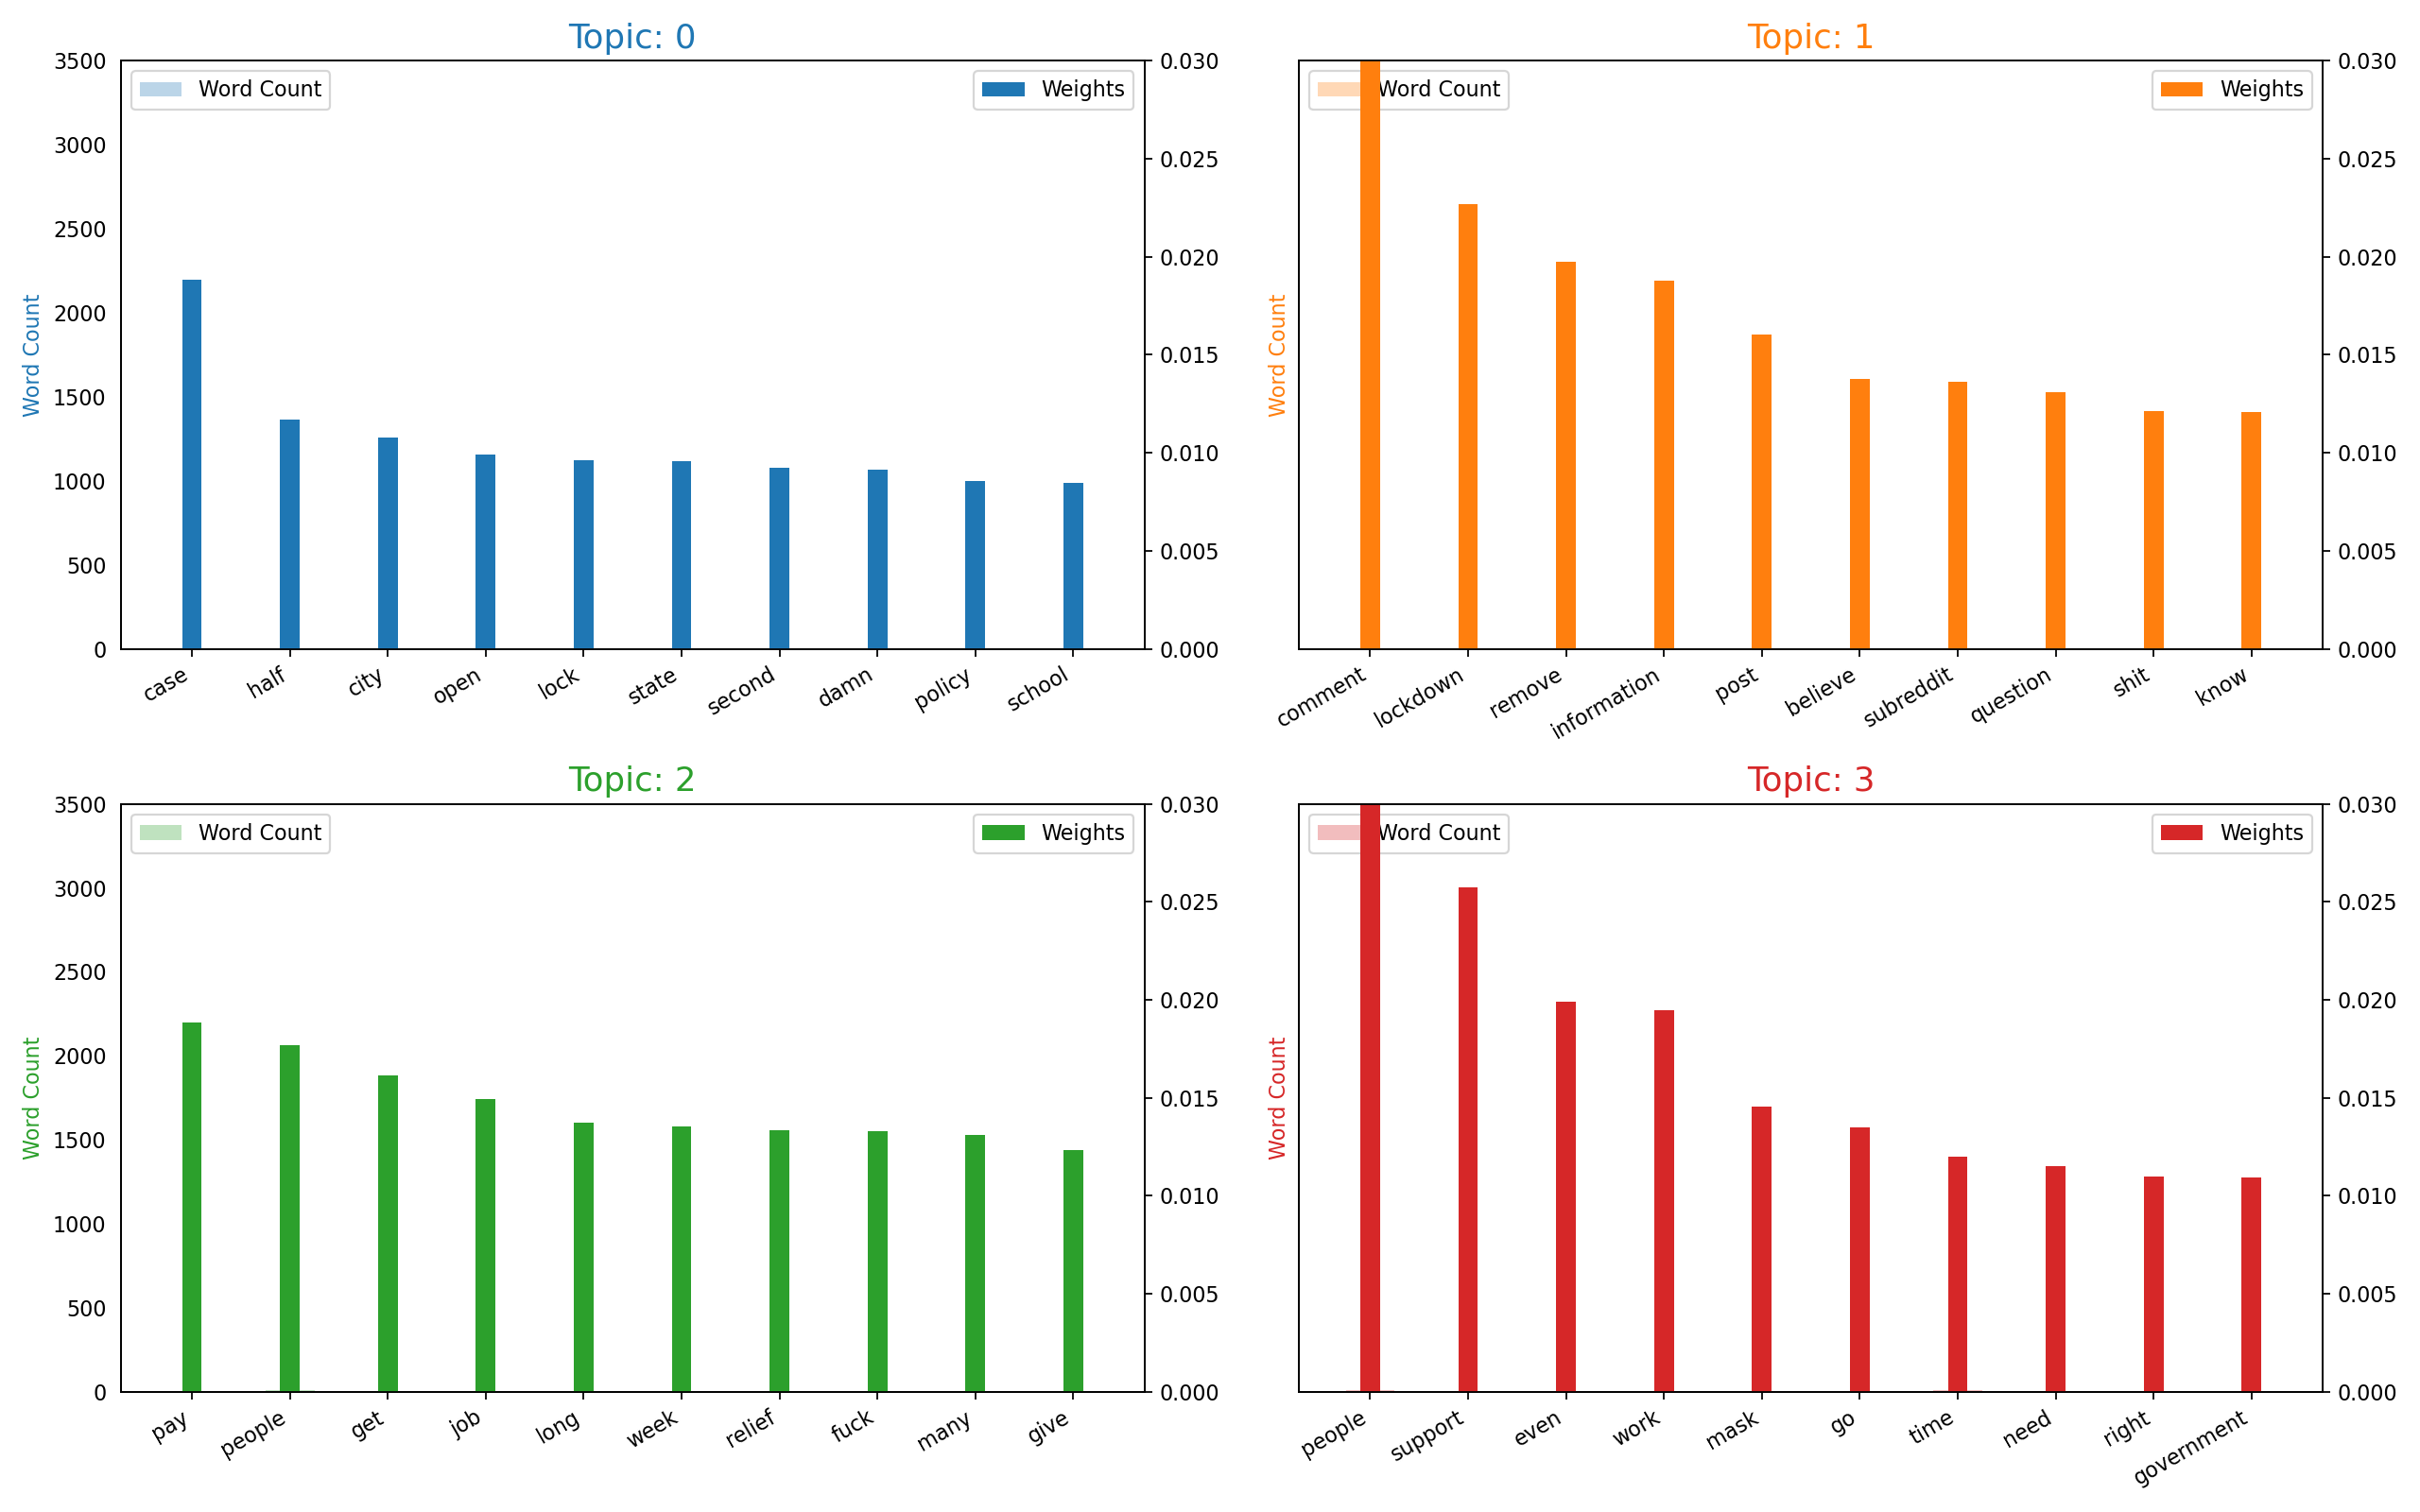 Topic: 0
3500
3000
2500
2000
1500
1000
500
0
Word Count
Word Count
Weights
0.030
0.025
0.020
0.015
0.010
0.005
0.000
case
half
city
open
lock
state
second
damn
policy
school
Topic: 1
Word Count
Word Count
Weights
0.030
0.025
0.020
0.015
0.010
0.005
0.000
comment
lockdown
remove
information
post
believe
subreddit
question
shit
know
Topic: 2
3500
3000
2500
2000
1500
1000
500
0
Word Count
Word Count
Weights
0.030
0.025
0.020
0.015
0.010
0.005
0.000
pay
people
get
job
long
week
relief
fuck
many
give
Topic: 3
Word Count
Word Count
Weights
0.030
0.025
0.020
0.015
0.010
0.005
0.000
people
support
even
work
mask
go
time
need
right
government